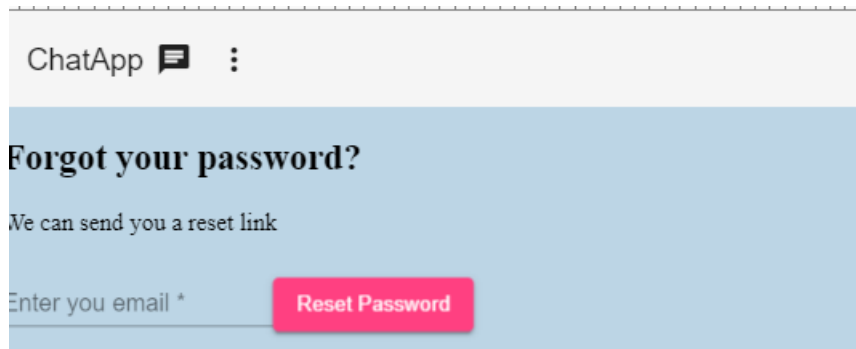 ChatApp
Forgot your password?
We can send you a reset link
Enter you email *
Reset Password